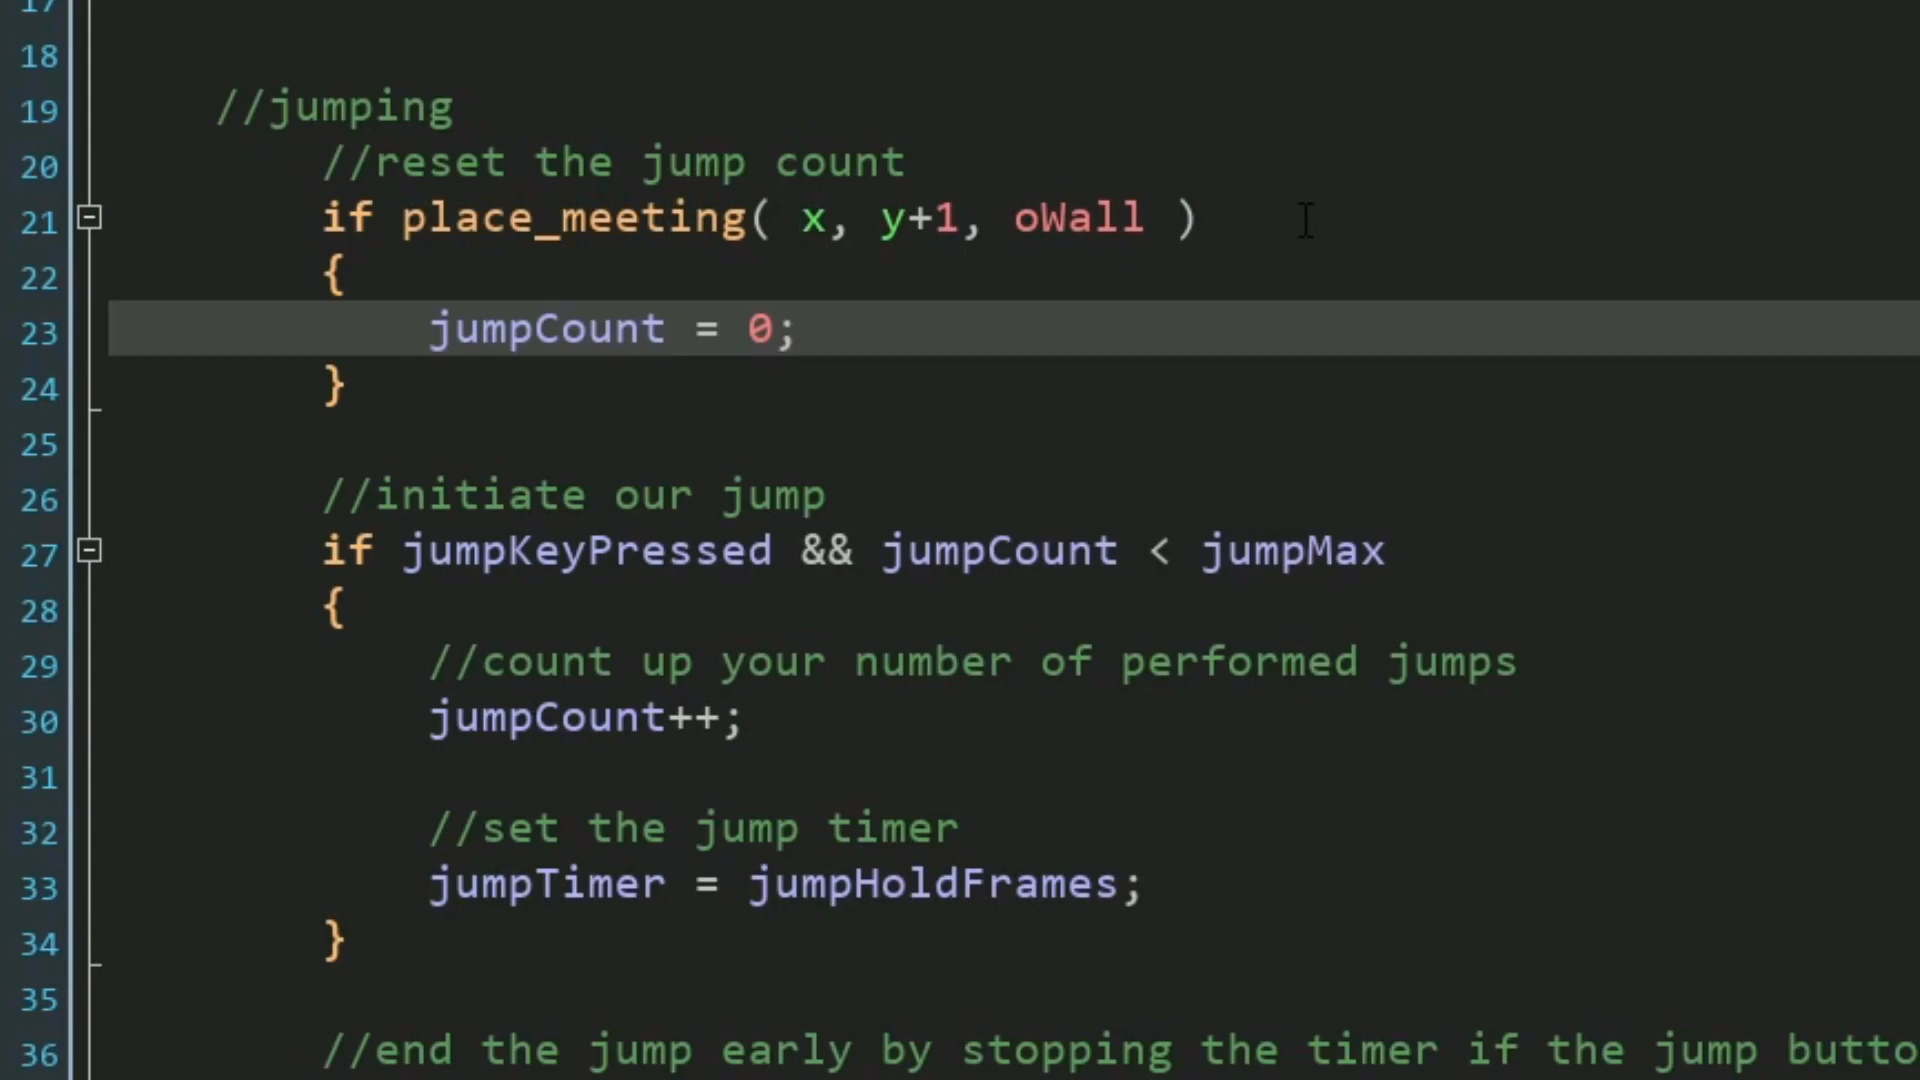 17
18
19 //jumping
20 //reset the jump count
21 if place_meeting( x, y+1, oWall )
22 {
23 jumpCount = 0;
24 }
25
26 //initiate our jump
27 if jumpKeyPressed && jumpCount < jumpMax
28 {
29 //count up your number of performed jumps
30 jumpCount++;
31
32 //set the jump timer
33 jumpTimer = jumpHoldFrames;
34 }
35
36 //end the jump early by stopping the timer if the jump butto